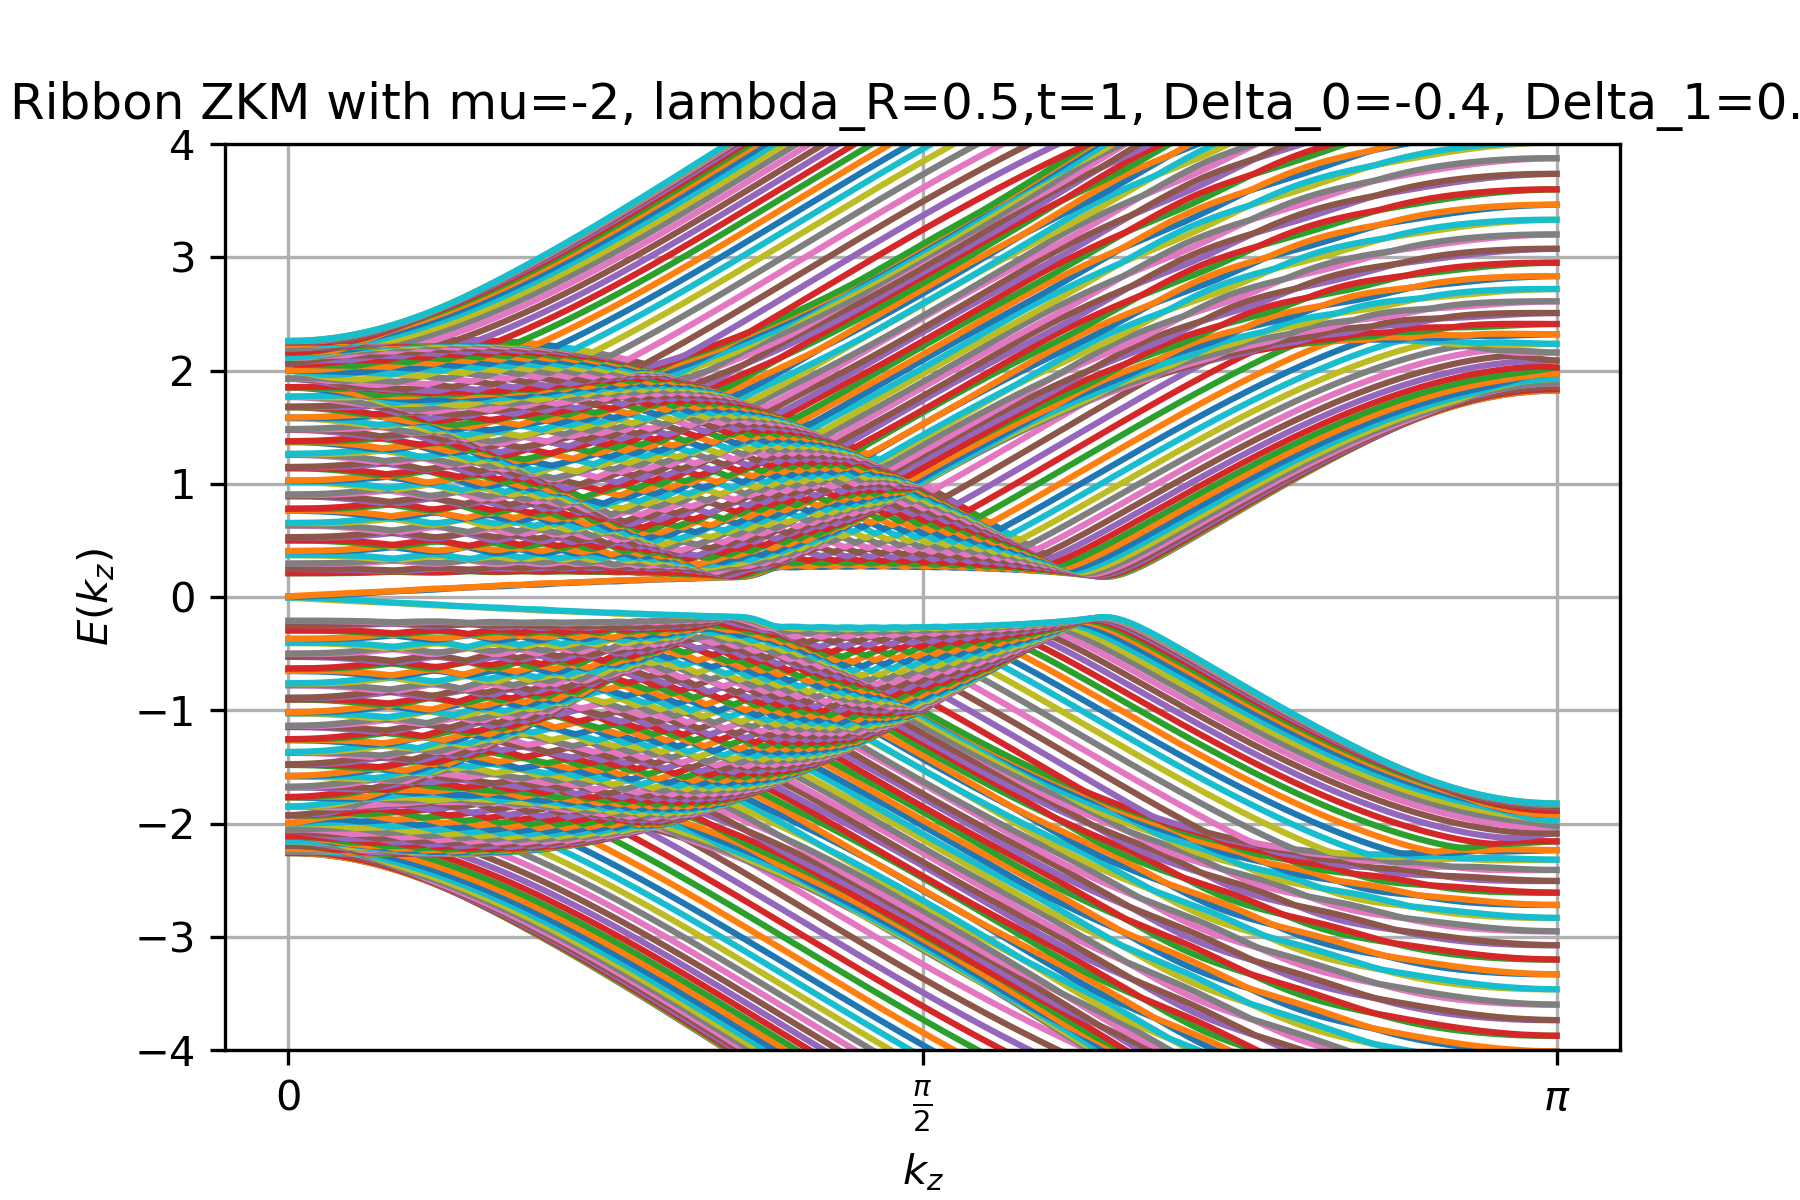 Ribbon ZKM with mu=-2, lambda_R=0.5,t=1, Delta_0=-0.4, Delta_1=0.
4
3
2
1
0
−1
−2
−3
−4
E(k_z)
0
π/2
π
k_z